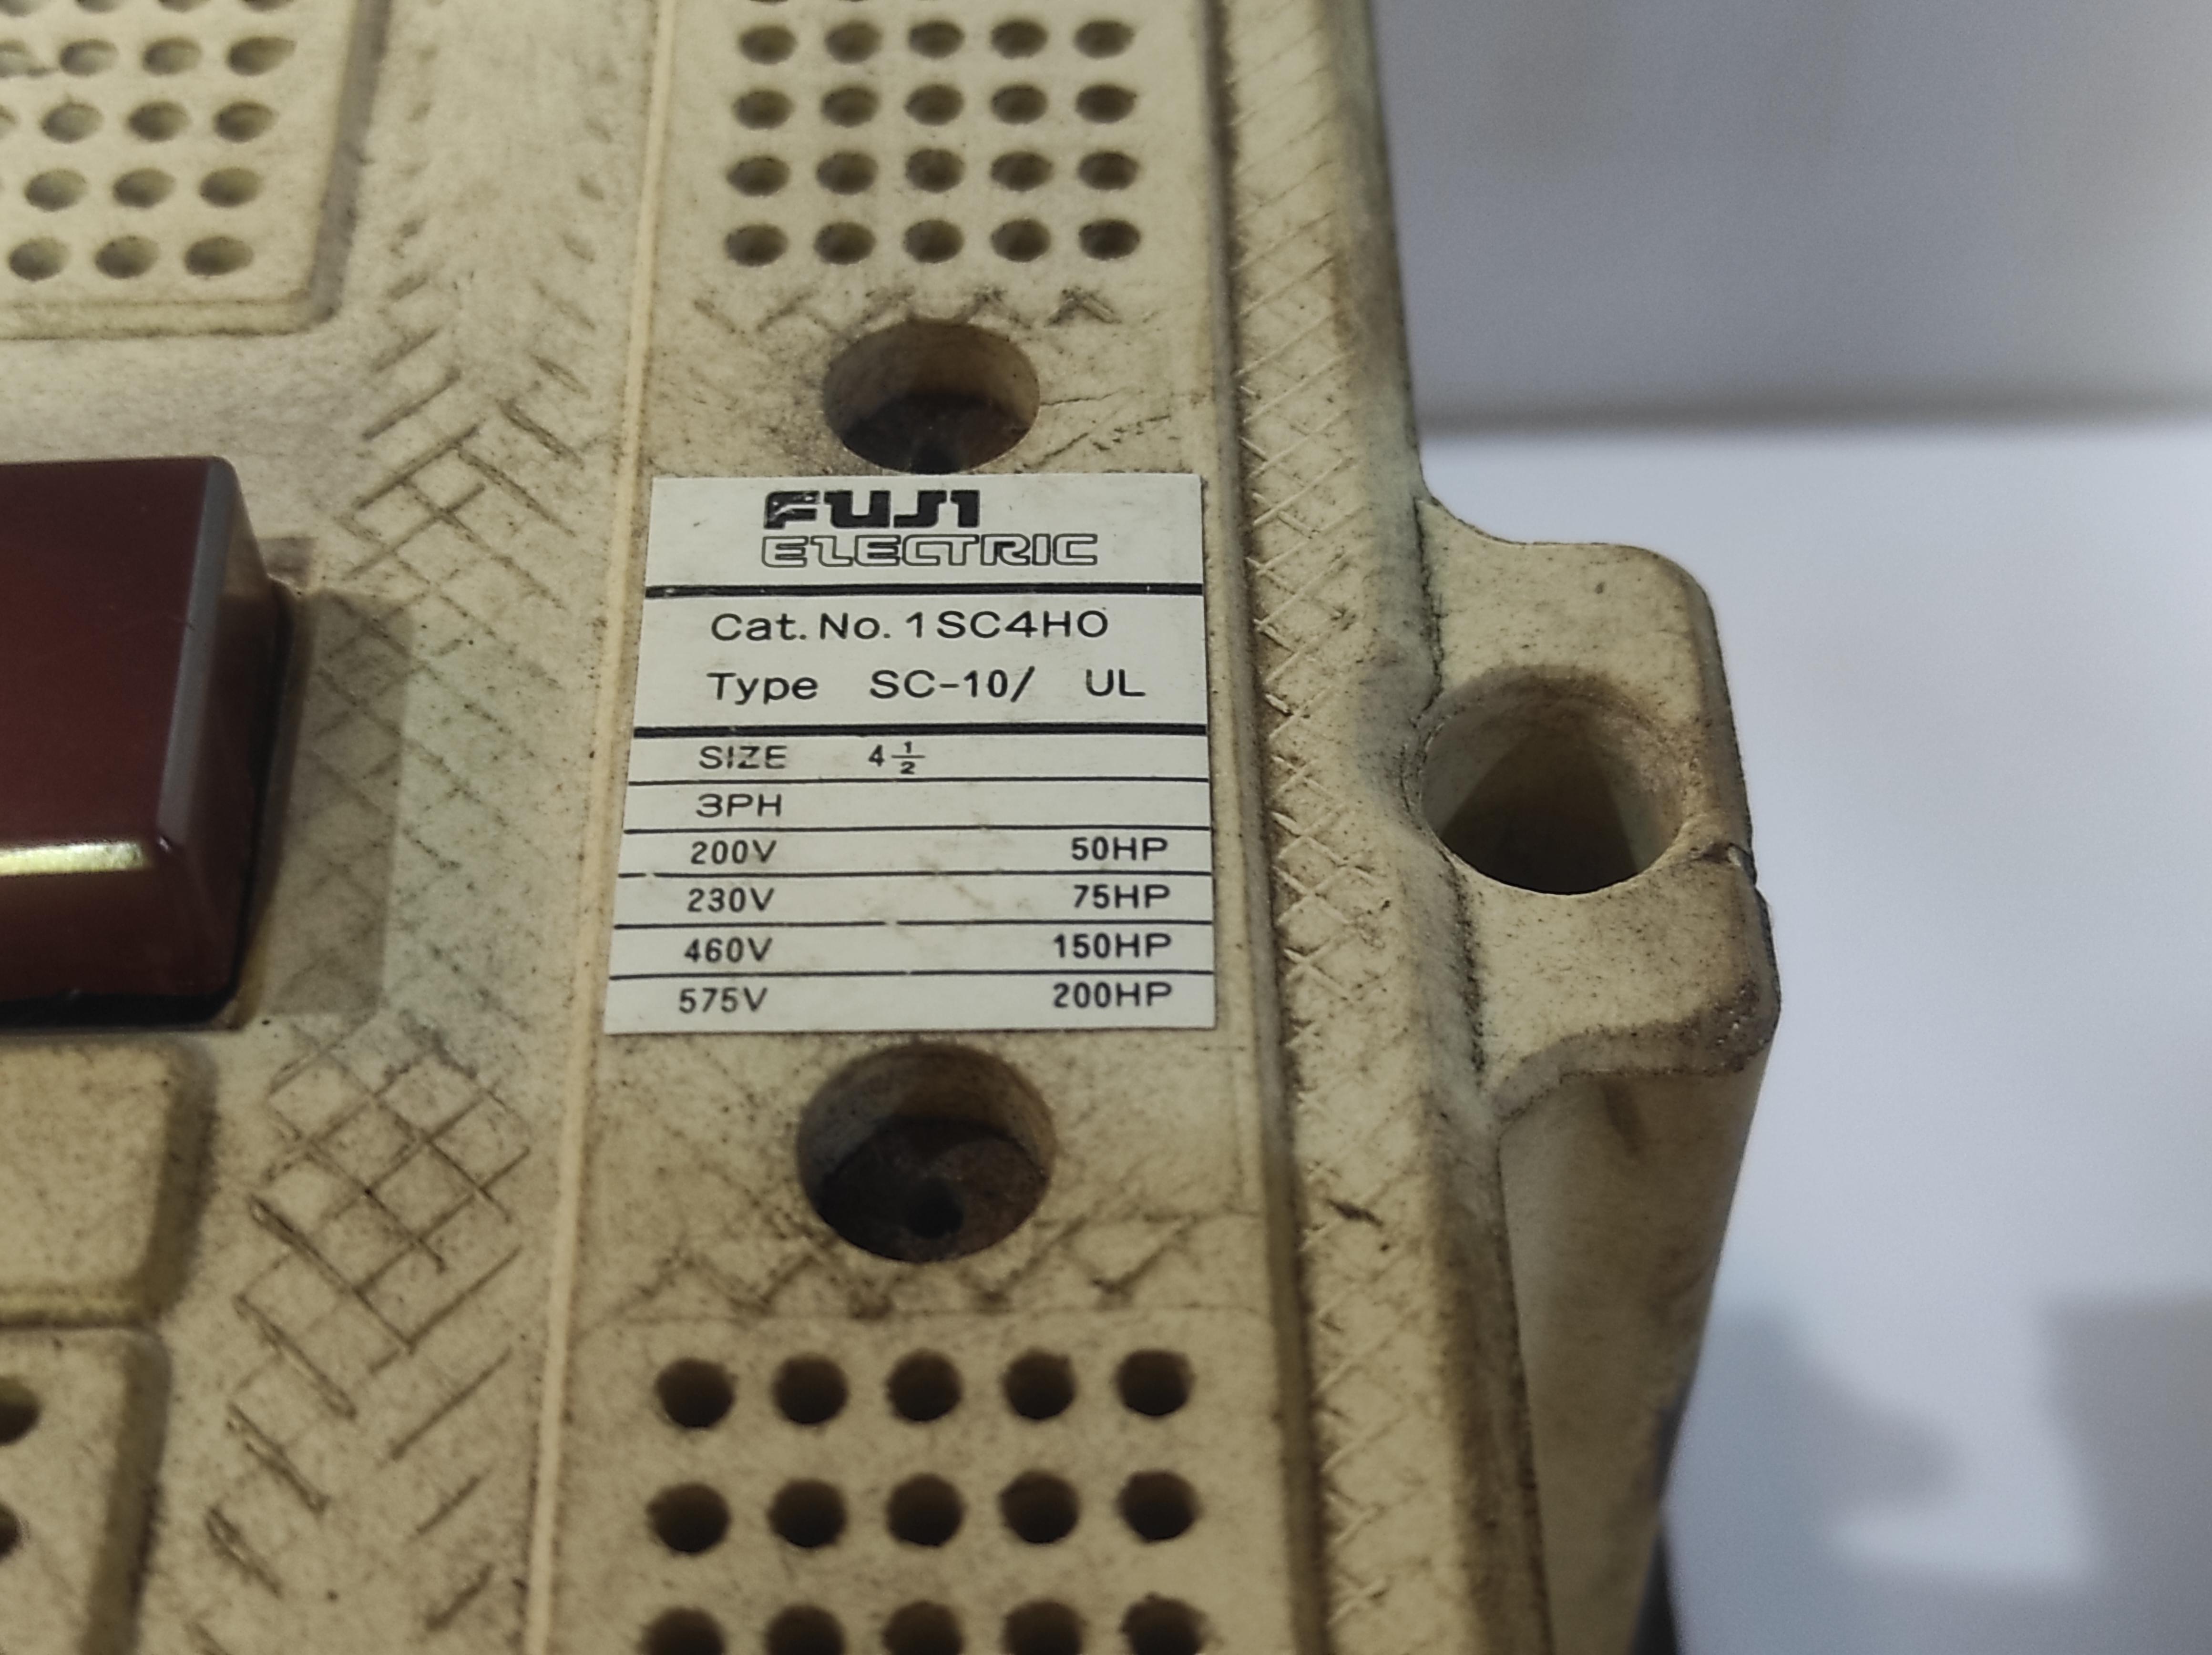 FUJI
ELECTRIC
Cat. No. 1SC4HO
Type SC-10/ UL
SIZE 4 1/2
3PH
200V 50HP
230V 75HP
460V 150HP
575V 200HP